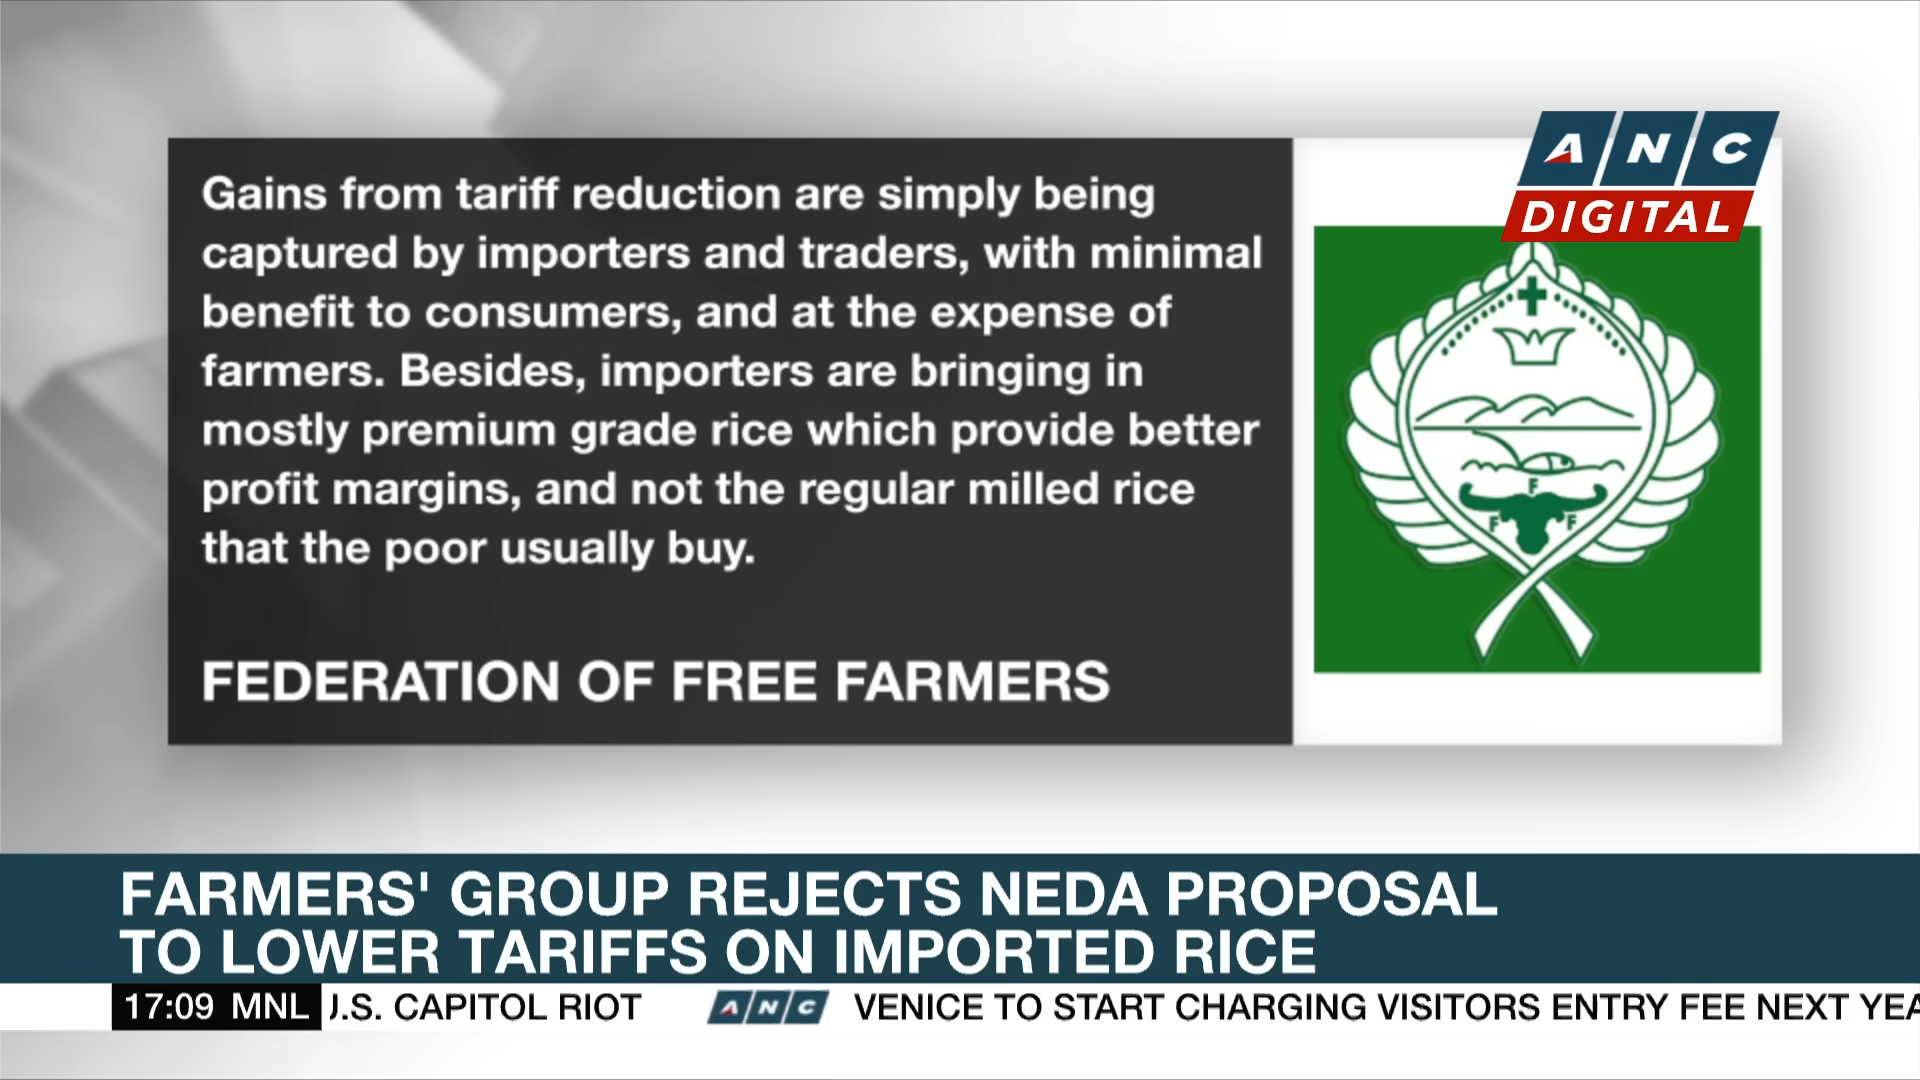 ANC
DIGITAL
Gains from tariff reduction are simply being
captured by importers and traders, with minimal
benefit to consumers, and at the expense of
farmers. Besides, importers are bringing in
mostly premium grade rice which provide better
profit margins, and not the regular milled rice
that the poor usually buy.
FEDERATION OF FREE FARMERS
F
F F
FARMERS' GROUP REJECTS NEDA PROPOSAL
TO LOWER TARIFFS ON IMPORTED RICE
17:09 MNL .S. CAPITOL RIOT ANC VENICE TO START CHARGING VISITORS ENTRY FEE NEXT YEA